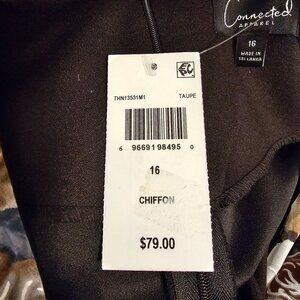 Connected
APPAREL
16
MADE IN
SRI LANKA
THN13531M1 TAUPE
6 96691 98495 0
16
CHIFFON
$79.00